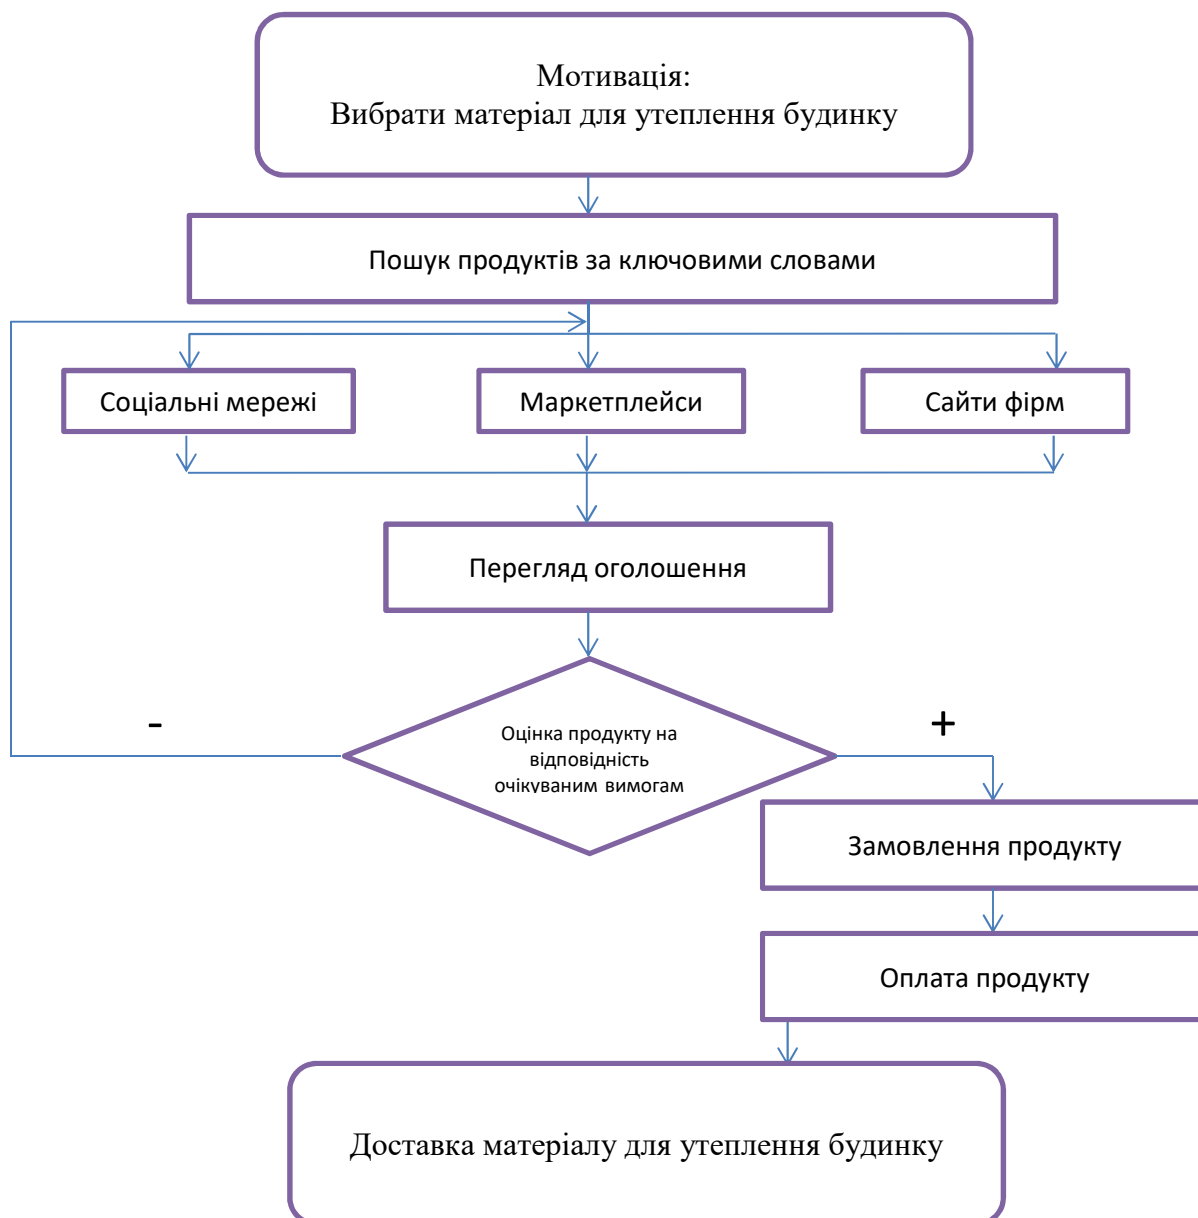 Мотивація:
Вибрати матеріал для утеплення будинку
Пошук продуктів за ключовими словами
Соціальні мережі
Маркетплейси
Сайти фірм
Перегляд оголошення
-
+
Оцінка продукту на
відповідність
очікуваним вимогам
Замовлення продукту
Оплата продукту
Доставка матеріалу для утеплення будинку